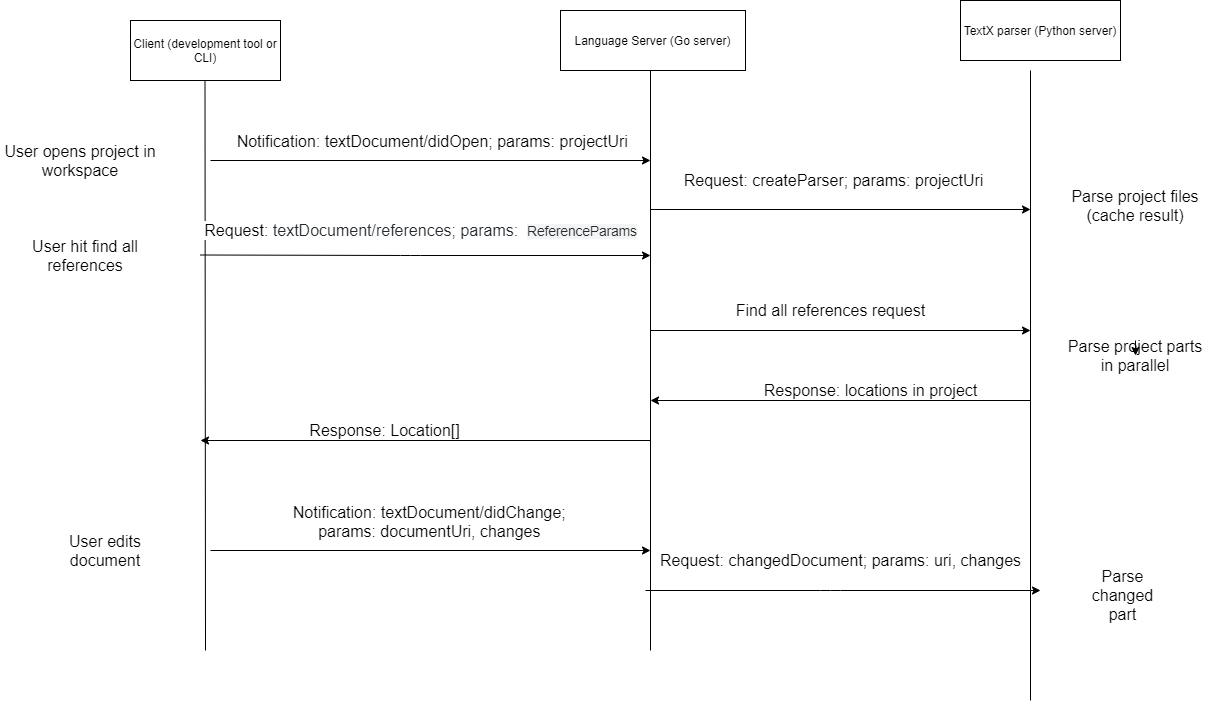 Client (development tool or
CLI)
Language Server (Go server)
TextX parser (Python server)
Notification: textDocument/didOpen; params: projectUri
User opens project in
workspace
Request: createParser; params: projectUri
Parse project files
(cache result)
Request: textDocument/references; params: ReferenceParams
User hit find all
references
Find all references request
Parse project parts
in parallel
Response: locations in project
Response: Location[]
Notification: textDocument/didChange;
params: documentUri, changes
User edits
document
Request: changedDocument; params: uri, changes
Parse
changed
part